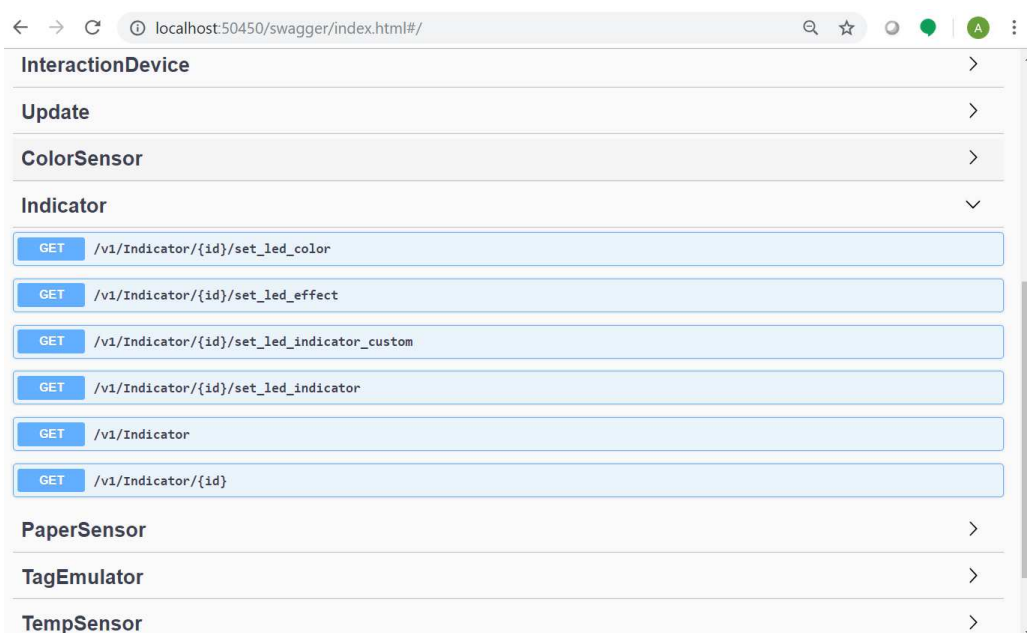 localhost:50450/swagger/index.html#/
A
InteractionDevice
Update
ColorSensor
Indicator
GET /v1/Indicator/{id}/set_led_color
GET /v1/Indicator/{id}/set_led_effect
GET /v1/Indicator/{id}/set_led_indicator_custom
GET /v1/Indicator/{id}/set_led_indicator
GET /v1/Indicator
GET /v1/Indicator/{id}
PaperSensor
TagEmulator
TempSensor